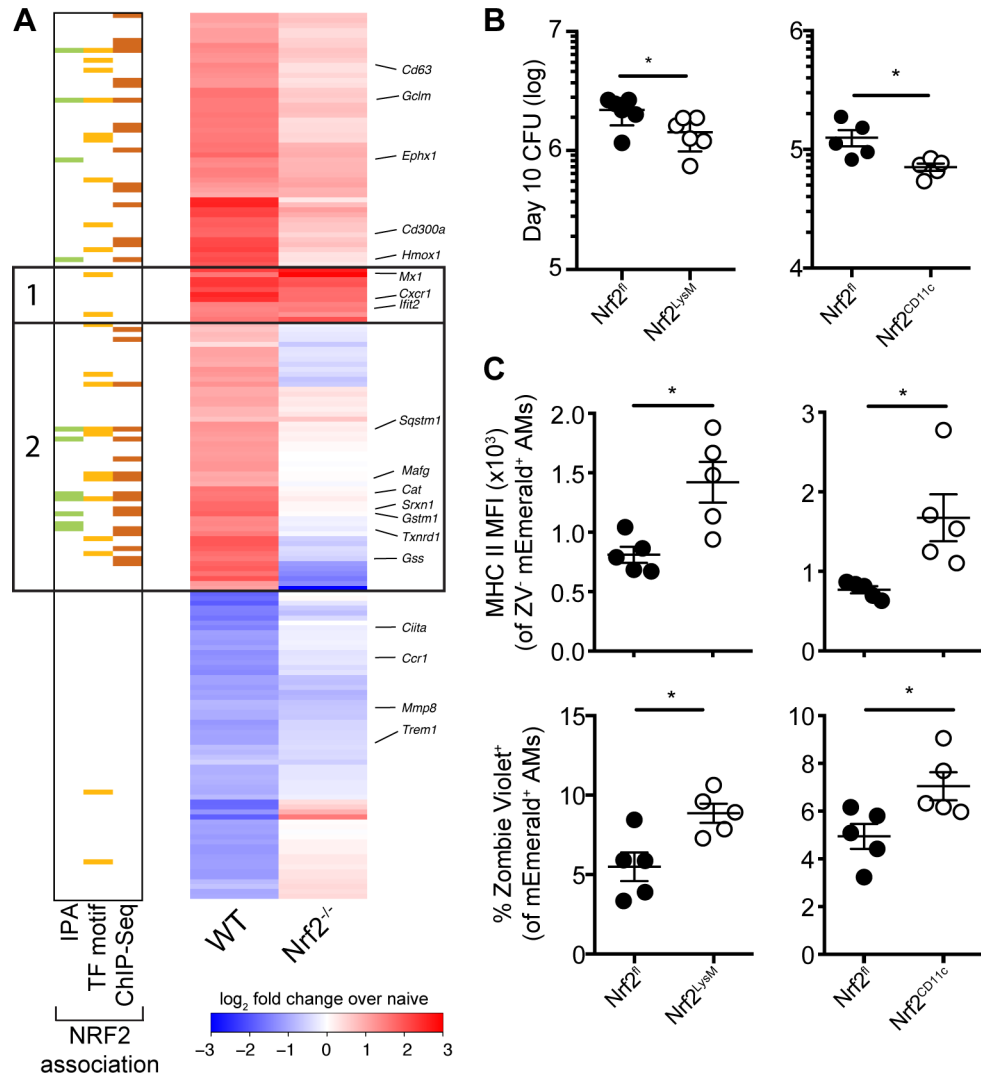 A
Cd63
Gclm
Ephx1
Cd300a
Hmox1
1
Mx1
Cxcr1
Ifit2
2
Sqstm1
Mafg
Cat
Srxn1
Gstm1
Txnrd1
Gss
Ciita
Ccr1
Mmp8
Trem1
IPA
TF motif
ChIP-Seq
WT
Nrf2-/-
NRF2
association
log2 fold change over naive
−3 −2 −1 0 1 2 3
B
Day 10 CFU (log)
7
6
5
*
Nrf2fl
Nrf2LysM
6
5
4
*
Nrf2fl
Nrf2CD11c
C
MHC II MFI (x10³)
(of ZV- mEmerald+ AMs)
2.0
1.5
1.0
0.5
0.0
*
3
2
1
0
*
% Zombie Violet+
(of mEmerald+ AMs)
15
10
5
0
*
Nrf2fl
Nrf2LysM
10
8
6
4
2
0
*
Nrf2fl
Nrf2CD11c